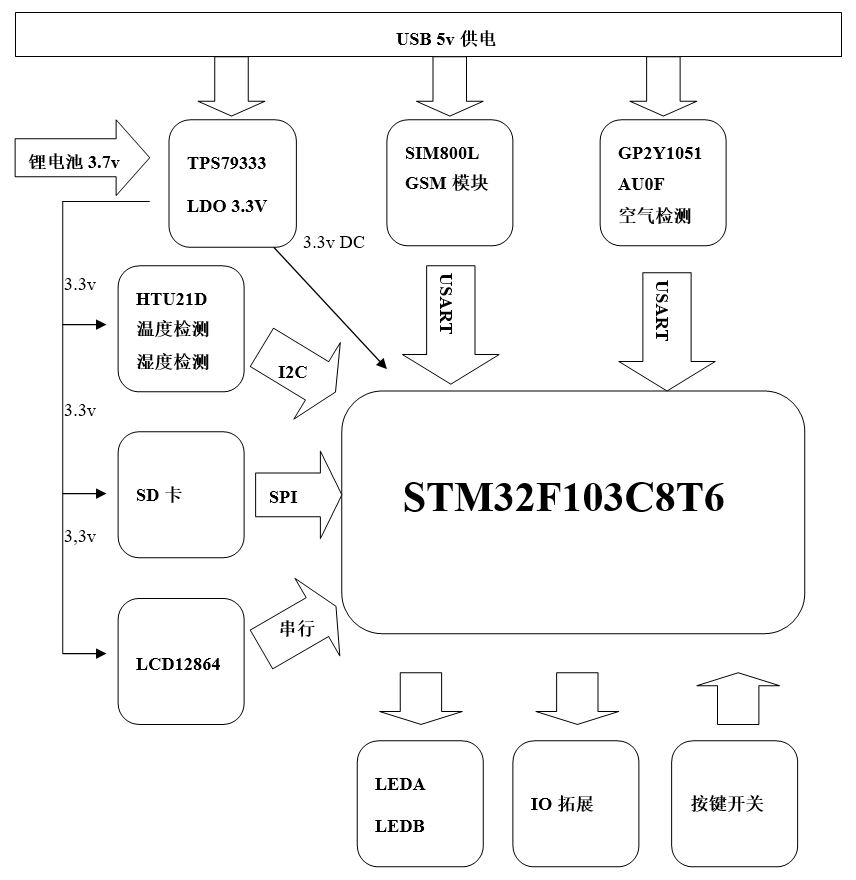 USB 5v 供电
锂电池 3.7v
TPS79333
LDO 3.3V
SIM800L
GSM 模块
GP2Y1051
AU0F
空气检测
3.3v DC
3.3v
HTU21D
温度检测
湿度检测
I2C
USART
USART
3.3v
SD 卡
SPI
STM32F103C8T6
3,3v
LCD12864
串行
LEDA
LEDB
IO 拓展
按键开关